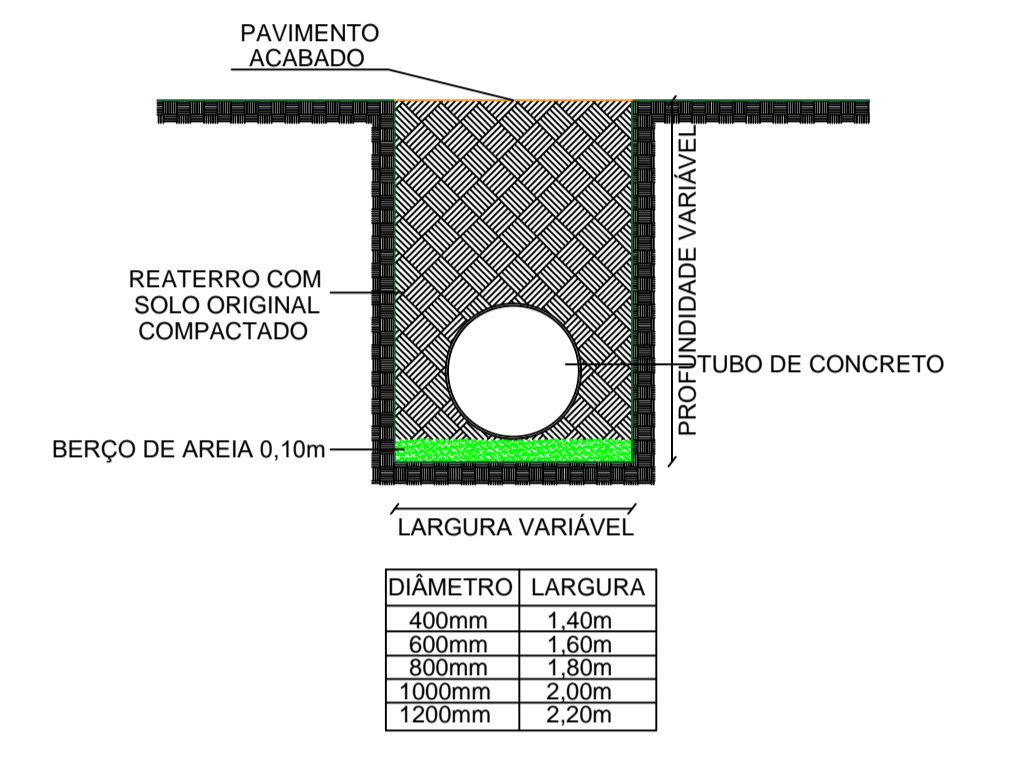 PAVIMENTO
ACABADO
PROFUNDIDADE VARIÁVEL
REATERRO COM
SOLO ORIGINAL
COMPACTADO
TUBO DE CONCRETO
BERÇO DE AREIA 0,10m
LARGURA VARIÁVEL
DIÂMETRO LARGURA
400mm 1,40m
600mm 1,60m
800mm 1,80m
1000mm 2,00m
1200mm 2,20m